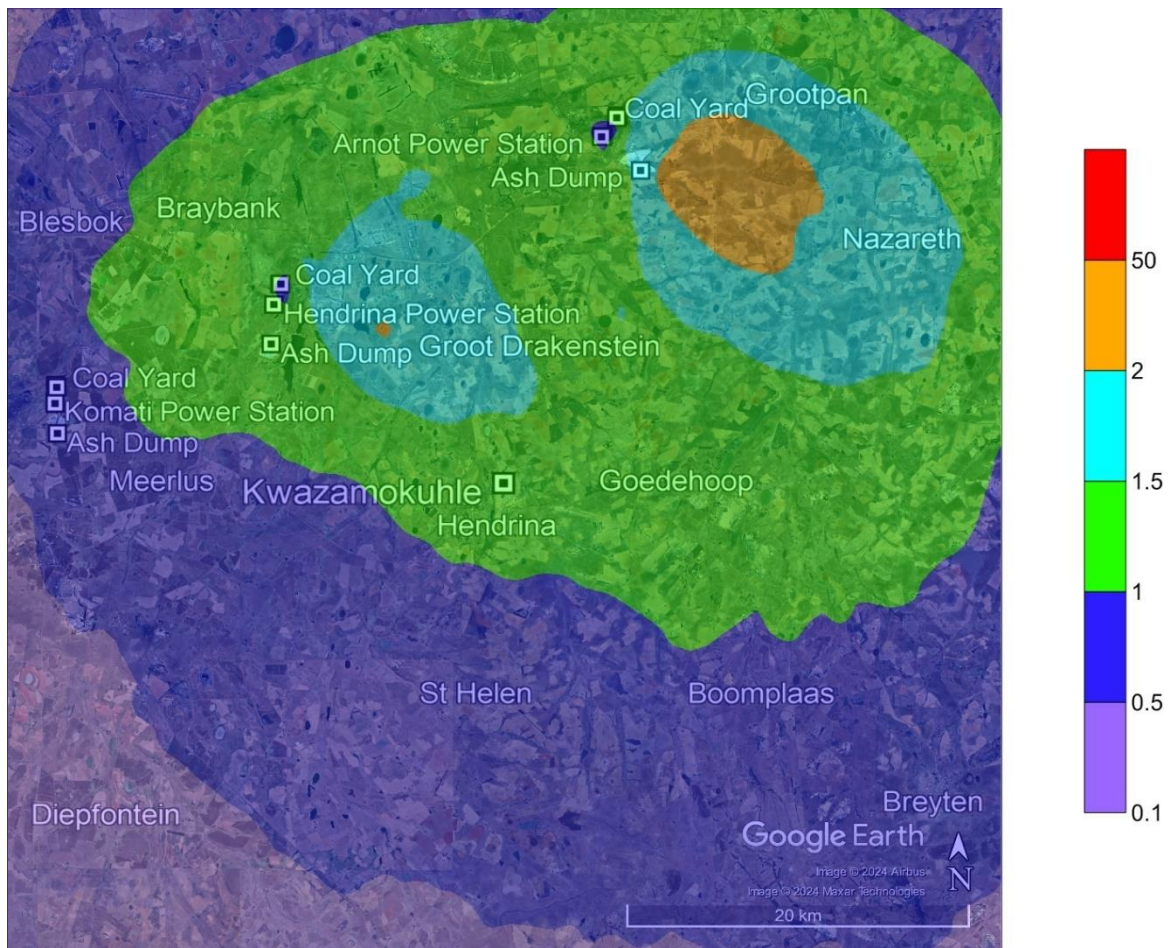 Grootpan
Coal Yard
Arnot Power Station
Ash Dump
Blesbok
Braybank
Nazareth
Coal Yard
Hendrina Power Station
Ash Dump
Groot Drakenstein
Coal Yard
Komati Power Station
Ash Dump
Meerlus
Kwazamokuhle
Goedehoop
Hendrina
St Helen
Boomplaas
Diepfontein
Breyten
Google Earth
Image © 2024 Airbus
Image © 2024 Maxar Technologies
N
20 km
50
2
1.5
1
0.5
0.1